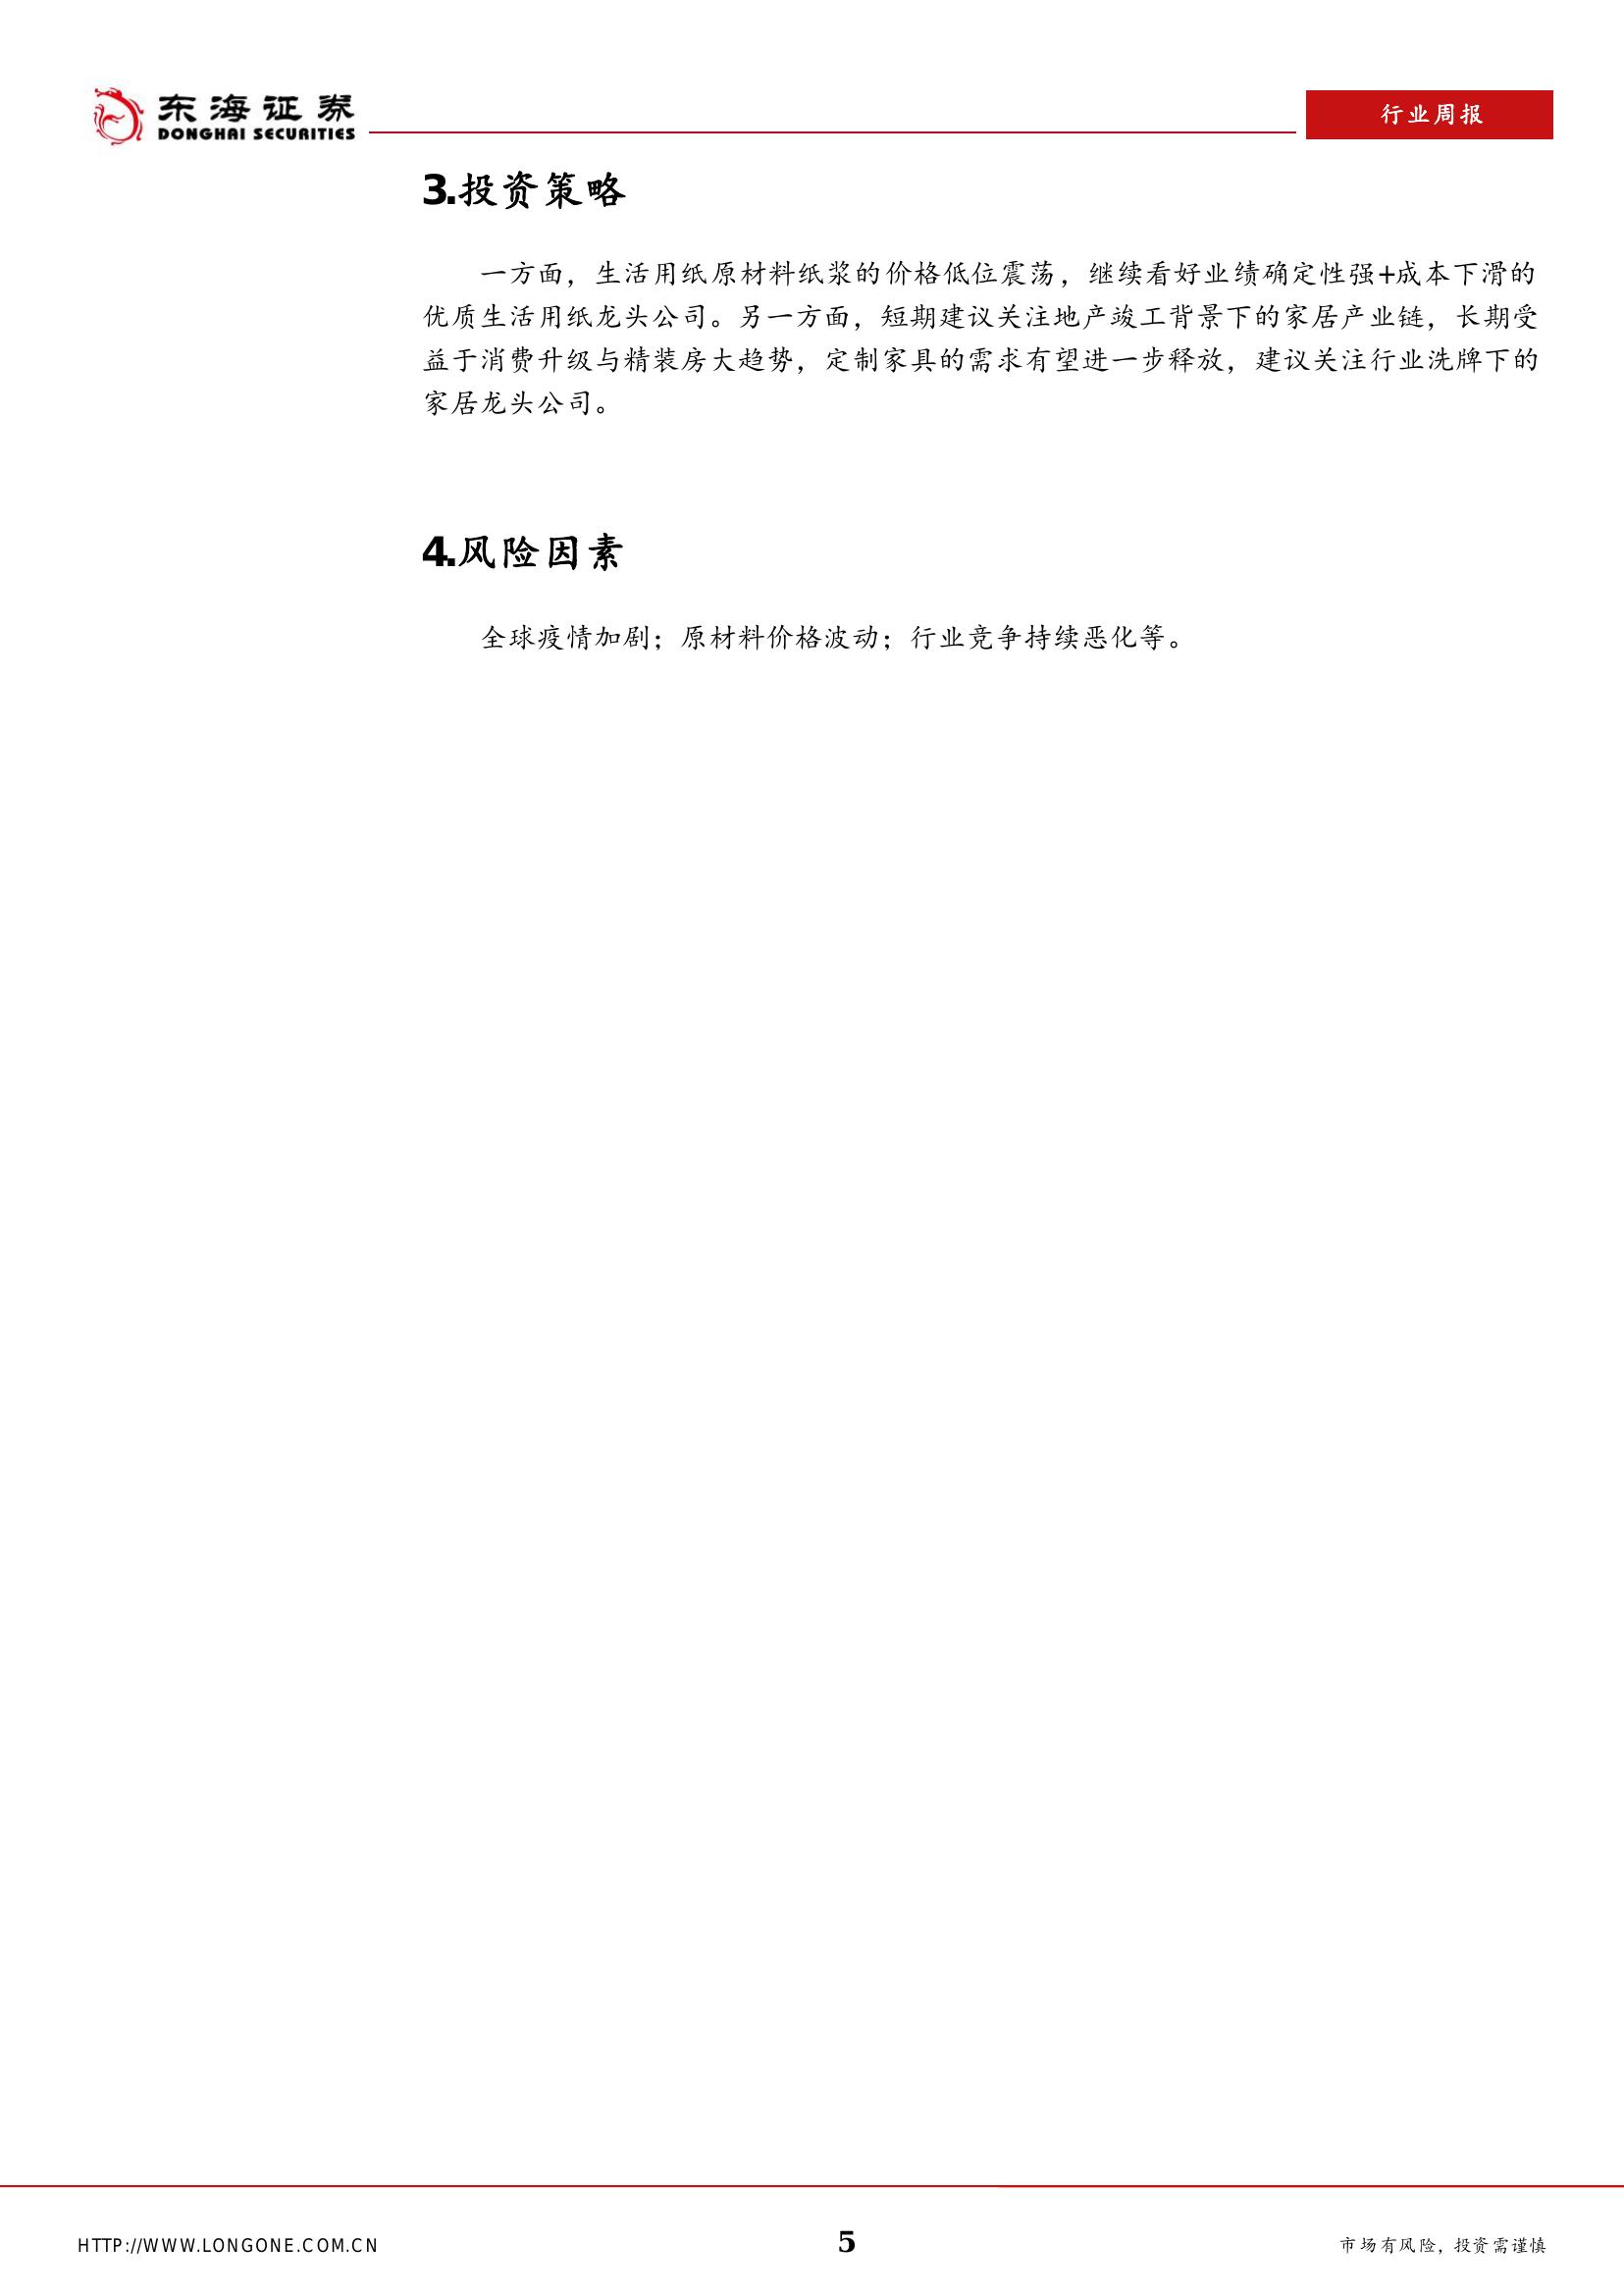 东海证券
DONGHAI SECURITIES
行业周报
3.投资策略
一方面，生活用纸原材料纸浆的价格低位震荡，继续看好业绩确定性强+成本下滑的
优质生活用纸龙头公司。另一方面，短期建议关注地产竣工背景下的家居产业链，长期受
益于消费升级与精装房大趋势，定制家具的需求有望进一步释放，建议关注行业洗牌下的
家居龙头公司。
4.风险因素
全球疫情加剧；原材料价格波动；行业竞争持续恶化等。
HTTP://WWW.LONGONE.COM.CN
5
市场有风险，投资需谨慎